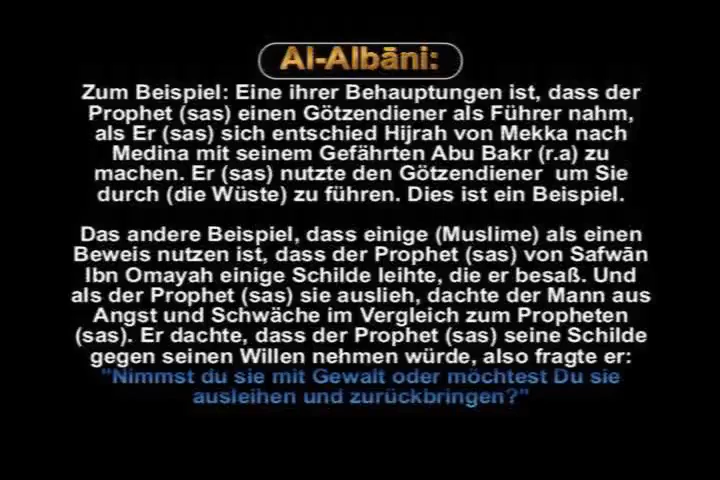 Al-Albāni:
Zum Beispiel: Eine ihrer Behauptungen ist, dass der
Prophet (sas) einen Götzendiener als Führer nahm,
als Er (sas) sich entschied Hijrah von Mekka nach
Medina mit seinem Gefährten Abu Bakr (r.a) zu
machen. Er (sas) nutzte den Götzendiener um Sie
durch (die Wüste) zu führen. Dies ist ein Beispiel.
Das andere Beispiel, dass einige (Muslime) als einen
Beweis nutzen ist, dass der Prophet (sas) von Safwān
Ibn Omayah einige Schilde leihte, die er besaß. Und
als der Prophet (sas) sie auslieh, dachte der Mann aus
Angst und Schwäche im Vergleich zum Propheten
(sas). Er dachte, dass der Prophet (sas) seine Schilde
gegen seinen Willen nehmen würde, also fragte er:
"Nimmst du sie mit Gewalt oder möchtest Du sie
ausleihen und zurückbringen?"